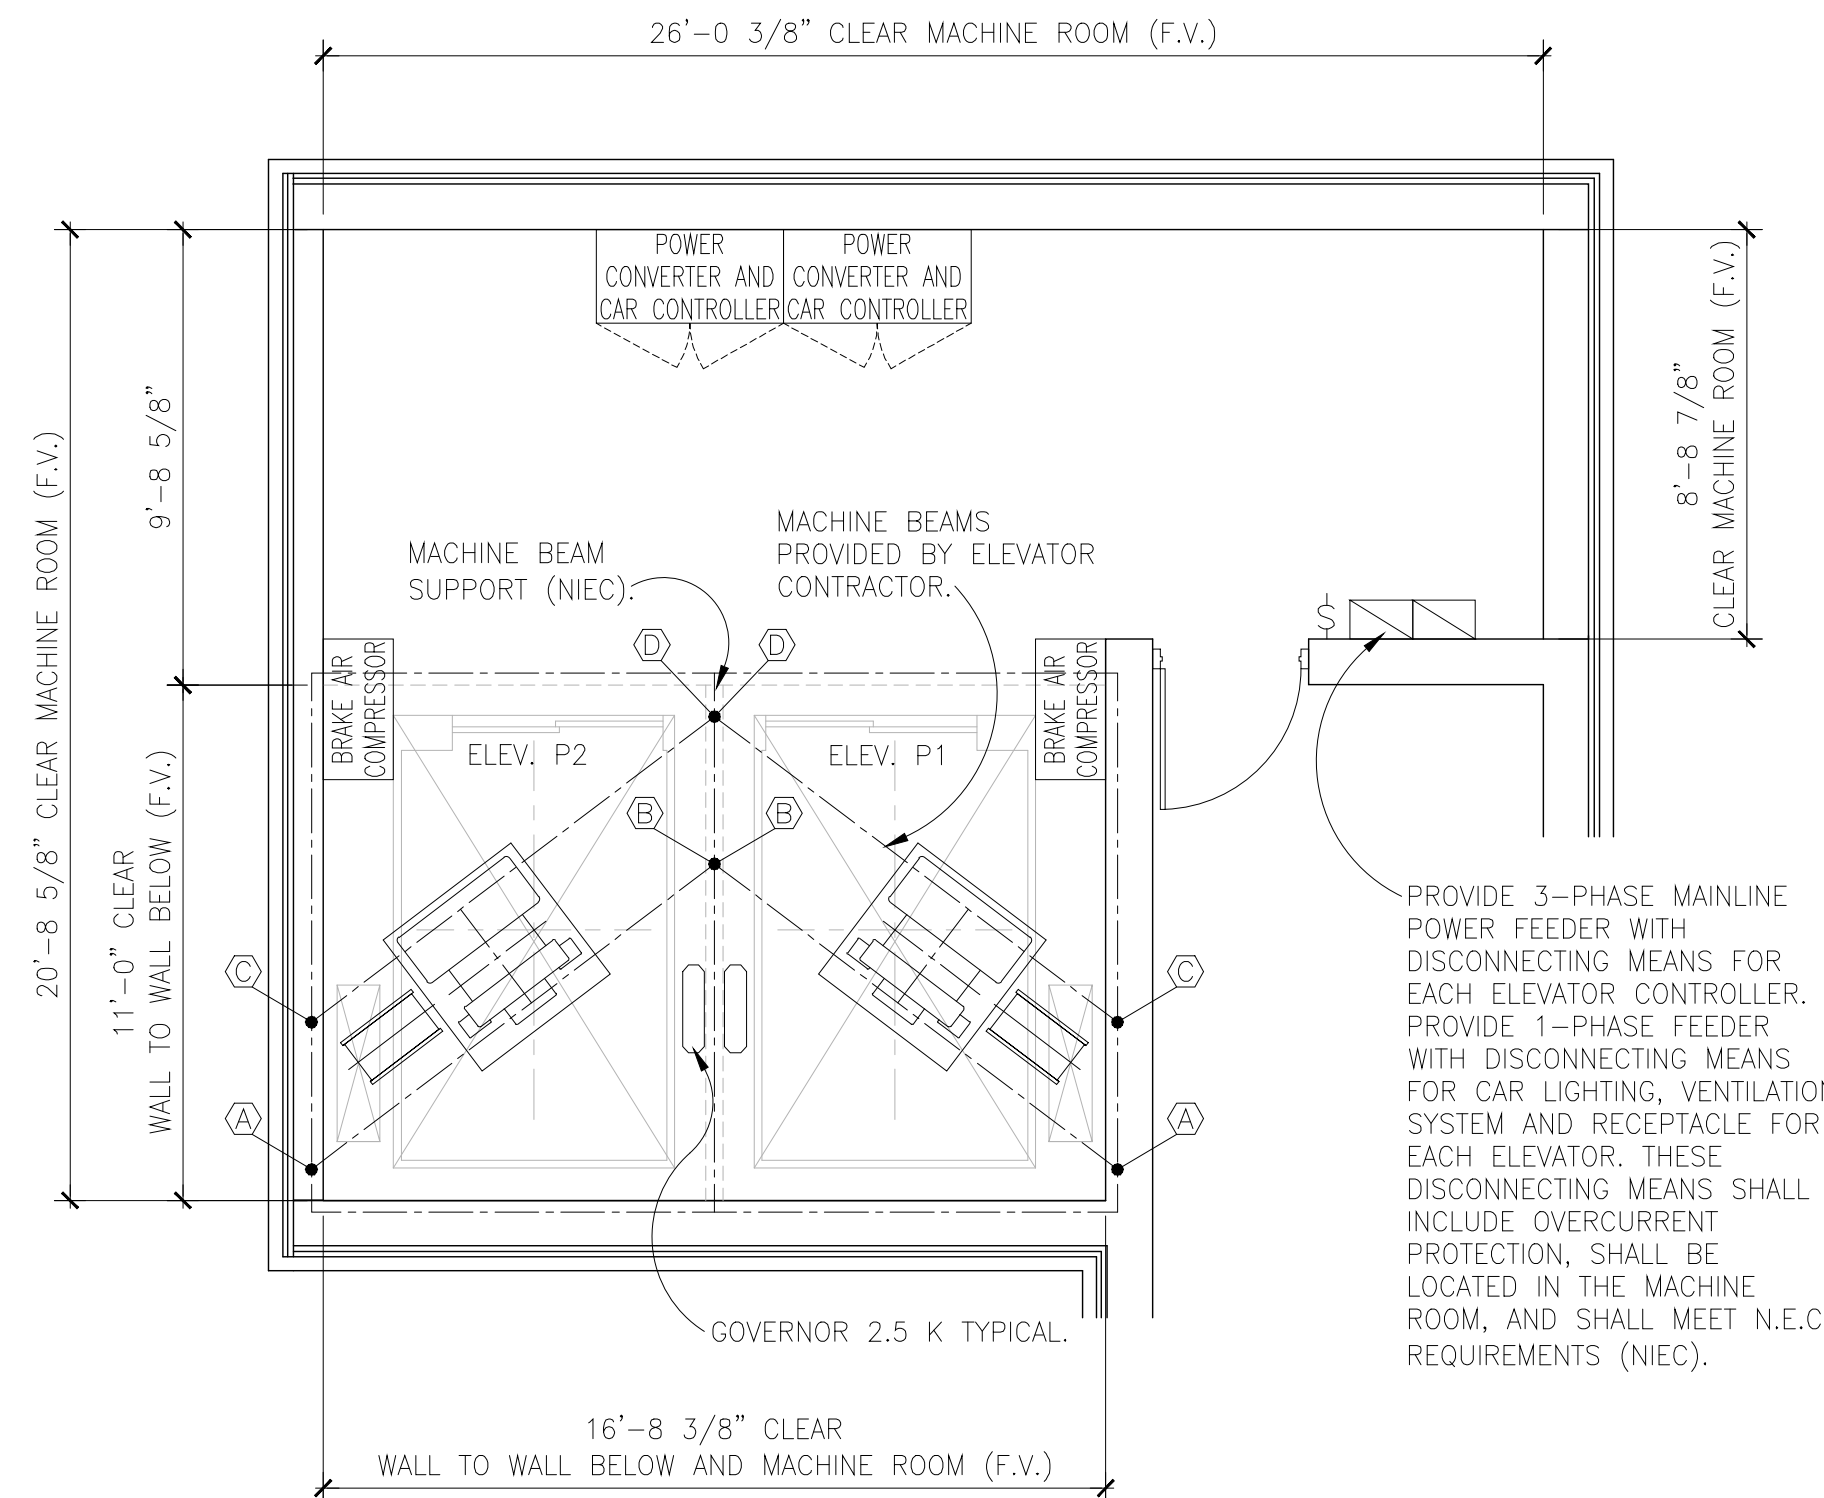 26'-0 3/8" CLEAR MACHINE ROOM (F.V.)
POWER
CONVERTER AND
CAR CONTROLLER
POWER
CONVERTER AND
CAR CONTROLLER
20'-8 5/8" CLEAR MACHINE ROOM (F.V.)
9'-8 5/8"
11'-0" CLEAR
WALL TO WALL BELOW (F.V.)
8'-8 7/8"
CLEAR MACHINE ROOM (F.V.)
MACHINE BEAM
SUPPORT (NIEC).
MACHINE BEAMS
PROVIDED BY ELEVATOR
CONTRACTOR.
S
D
D
BRAKE AIR
COMPRESSOR
BRAKE AIR
COMPRESSOR
ELEV. P2
ELEV. P1
B
B
C
C
A
A
PROVIDE 3-PHASE MAINLINE
POWER FEEDER WITH
DISCONNECTING MEANS FOR
EACH ELEVATOR CONTROLLER.
PROVIDE 1-PHASE FEEDER
WITH DISCONNECTING MEANS
FOR CAR LIGHTING, VENTILATION
SYSTEM AND RECEPTACLE FOR
EACH ELEVATOR. THESE
DISCONNECTING MEANS SHALL
INCLUDE OVERCURRENT
PROTECTION, SHALL BE
LOCATED IN THE MACHINE
ROOM, AND SHALL MEET N.E.C
REQUIREMENTS (NIEC).
GOVERNOR 2.5 K TYPICAL.
16'-8 3/8" CLEAR
WALL TO WALL BELOW AND MACHINE ROOM (F.V.)